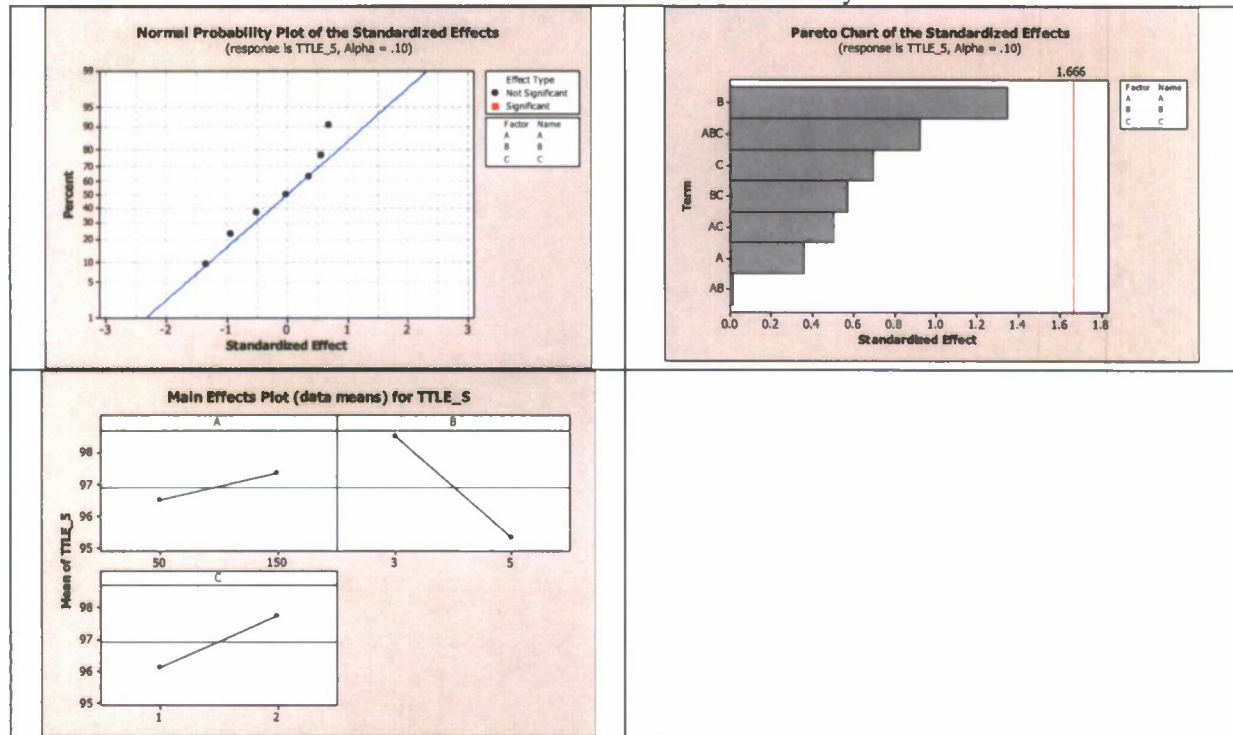 Normal Probability Plot of the Standardized Effects
(response is TTLE_5, Alpha = .10)
Percent
99
95
90
80
70
60
50
40
30
20
10
5
1
-3 -2 -1 0 1 2 3
Standardized Effect
Effect Type
Not Significant
Significant
Factor Name
A A
B B
C C
Pareto Chart of the Standardized Effects
(response is TTLE_5, Alpha = .10)
1.666
Term
B
ABC
C
BC
AC
A
AB
0.0 0.2 0.4 0.6 0.8 1.0 1.2 1.4 1.6 1.8
Standardized Effect
Factor Name
A A
B B
C C
Main Effects Plot (data means) for TTLE_5
Mean of TTLE_5
A B
98
97
96
95
50 150 3 5
C
98
97
96
95
1 2